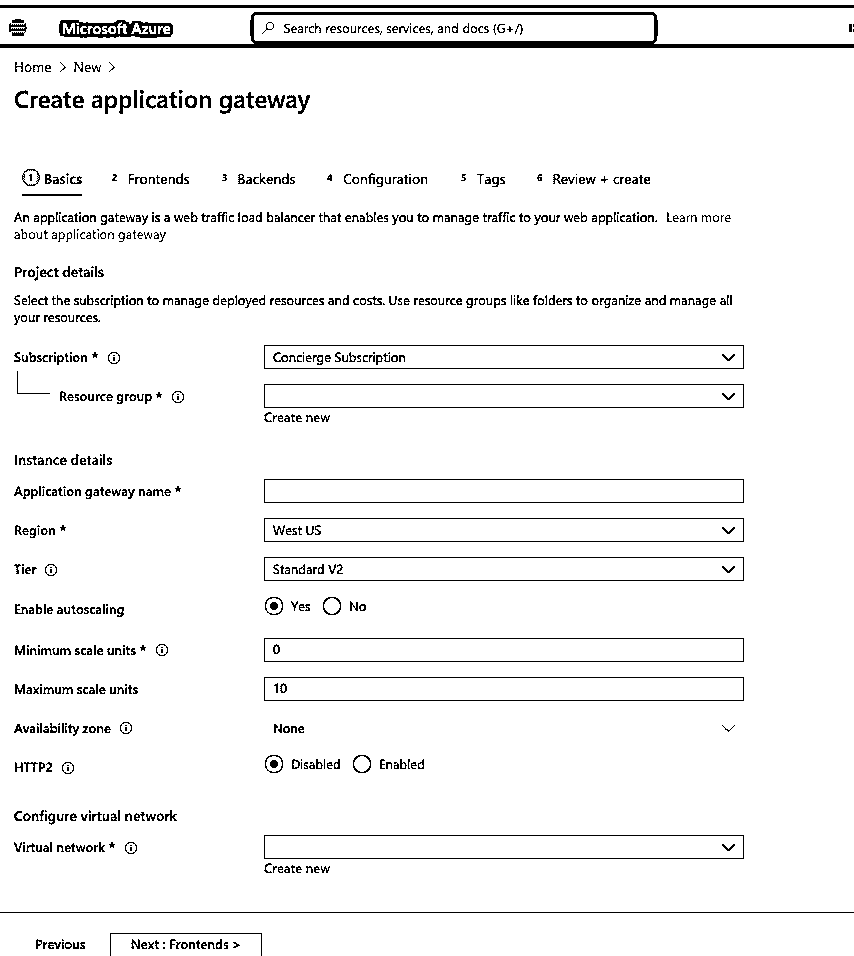 Microsoft Azure
Search resources, services, and docs (G+/)
Home > New >
Create application gateway
1 Basics 2 Frontends 3 Backends 4 Configuration 5 Tags 6 Review + create
An application gateway is a web traffic load balancer that enables you to manage traffic to your web application. Learn more
about application gateway
Project details
Select the subscription to manage deployed resources and costs. Use resource groups like folders to organize and manage all
your resources.
Subscription * Concierge Subscription
Resource group *
Create new
Instance details
Application gateway name *
Region * West US
Tier Standard V2
Enable autoscaling Yes No
Minimum scale units * 0
Maximum scale units 10
Availability zone None
HTTP2 Disabled Enabled
Configure virtual network
Virtual network *
Create new
Previous Next : Frontends >